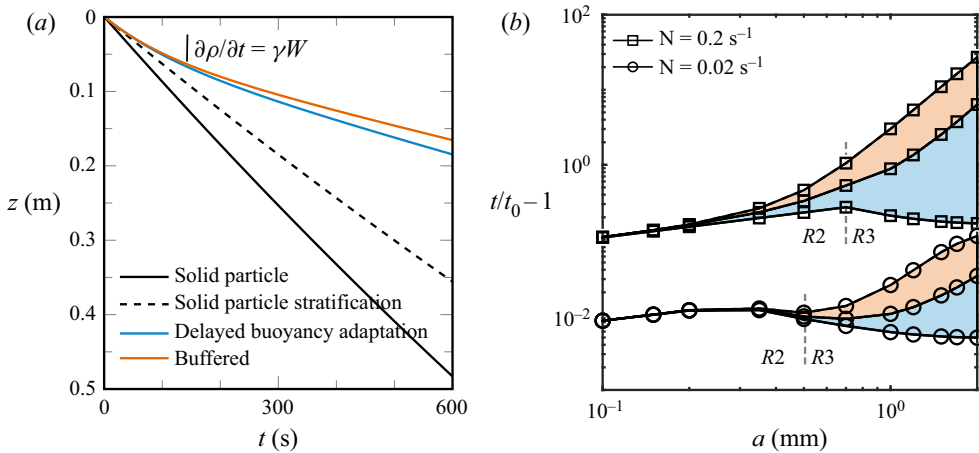 (a)
0
0.1
0.2
0.3
0.4
0.5
z (m)
∂ρ/∂t = γW
Solid particle
Solid particle stratification
Delayed buoyancy adaptation
Buffered
0
300
600
t (s)
(b)
10²
10⁰
10⁻²
t/t₀−1
N = 0.2 s⁻¹
N = 0.02 s⁻¹
R2 R3
R2 R3
10⁻¹
10⁰
a (mm)